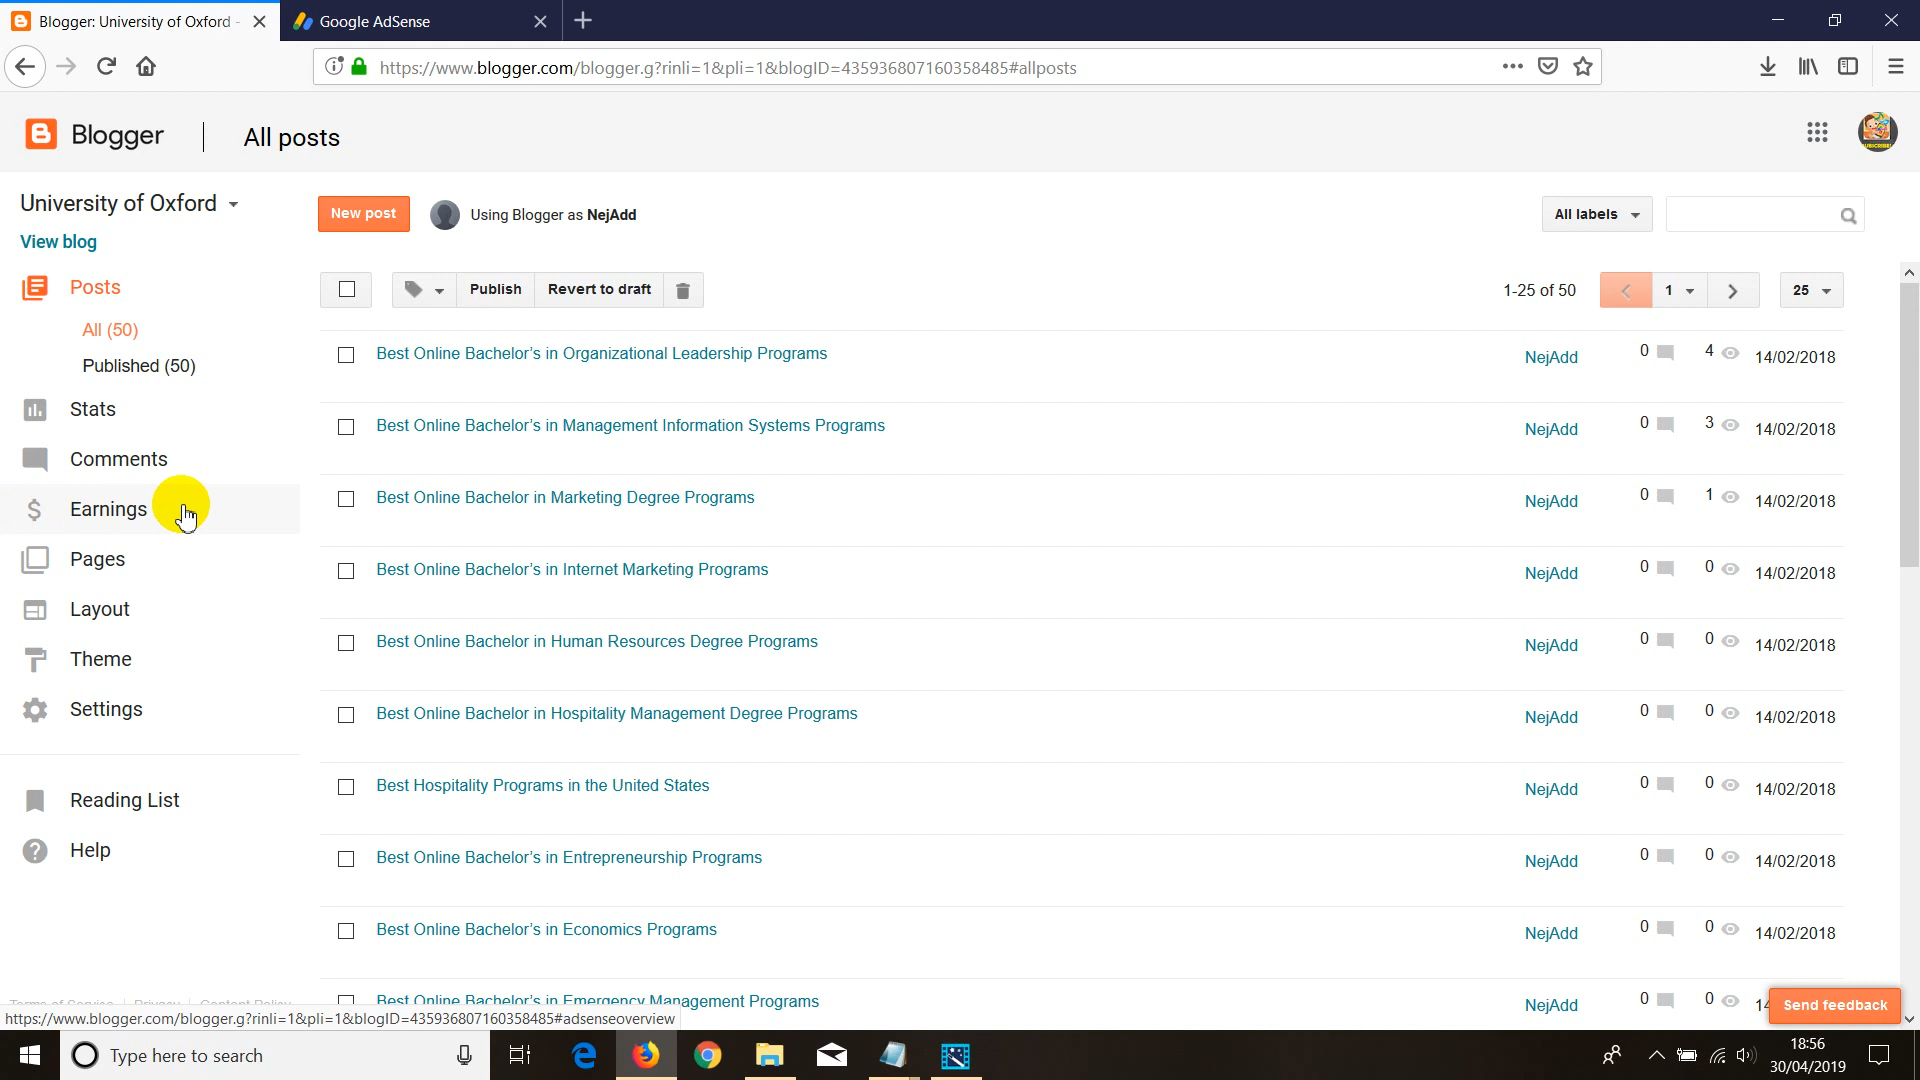 Blogger: University of Oxford -
Google AdSense
https://www.blogger.com/blogger.g?rinli=1&pli=1&blogID=435936807160358485#allposts
Blogger
All posts
University of Oxford
View blog
New post
Using Blogger as NejAdd
All labels
Posts
All (50)
Published (50)
Stats
Comments
Earnings
Pages
Layout
Theme
Settings
Reading List
Help
Publish
Revert to draft
1-25 of 50
1
25
Best Online Bachelor's in Organizational Leadership Programs NejAdd 0 4 14/02/2018
Best Online Bachelor's in Management Information Systems Programs NejAdd 0 3 14/02/2018
Best Online Bachelor in Marketing Degree Programs NejAdd 0 1 14/02/2018
Best Online Bachelor's in Internet Marketing Programs NejAdd 0 0 14/02/2018
Best Online Bachelor in Human Resources Degree Programs NejAdd 0 0 14/02/2018
Best Online Bachelor in Hospitality Management Degree Programs NejAdd 0 0 14/02/2018
Best Hospitality Programs in the United States NejAdd 0 0 14/02/2018
Best Online Bachelor's in Entrepreneurship Programs NejAdd 0 0 14/02/2018
Best Online Bachelor's in Economics Programs NejAdd 0 0 14/02/2018
Best Online Bachelor's in Emergency Management Programs NejAdd 0 0 14
Send feedback
Terms of Service | Privacy | Content Policy
https://www.blogger.com/blogger.g?rinli=1&pli=1&blogID=435936807160358485#adsenseoverview
Type here to search
18:56
30/04/2019